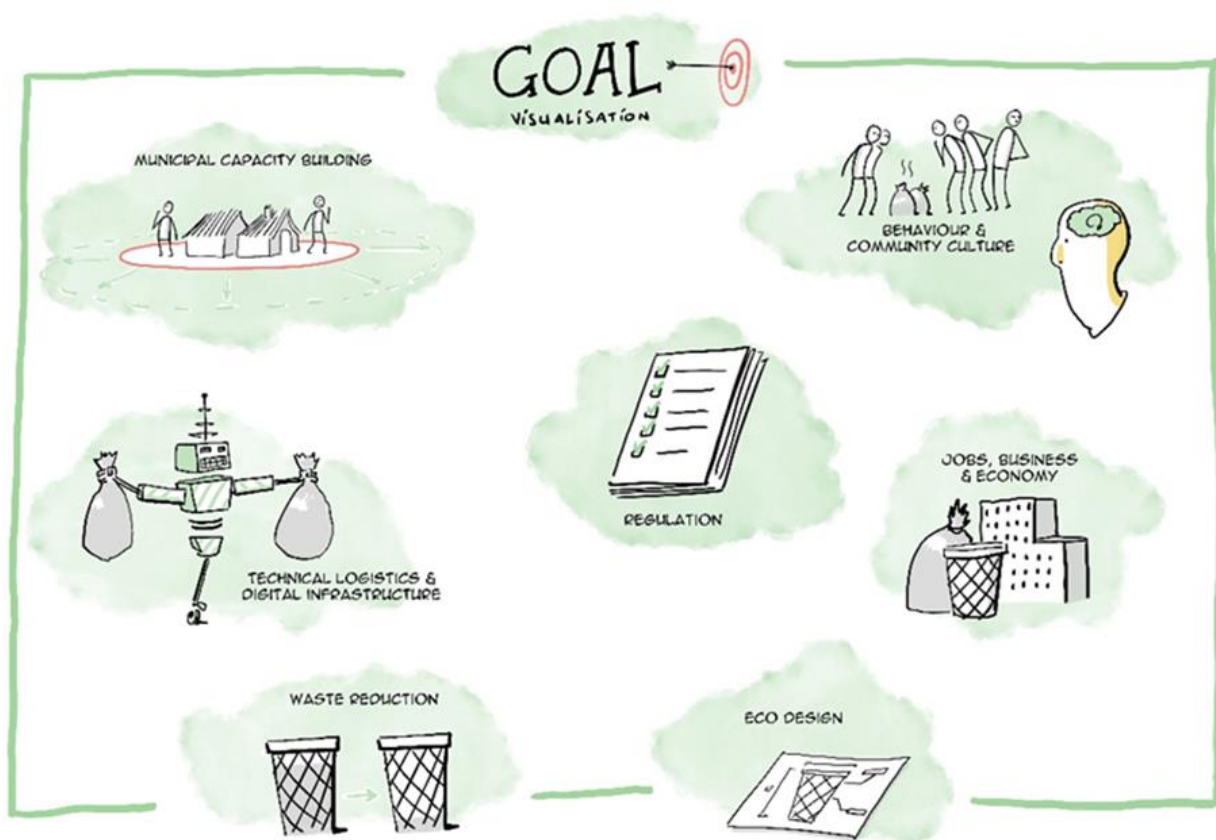 GOAL
VISUALISATION
MUNICIPAL CAPACITY BUILDING
BEHAVIOUR &
COMMUNITY CULTURE
REGULATION
JOBS, BUSINESS
& ECONOMY
TECHNICAL LOGISTICS &
DIGITAL INFRASTRUCTURE
WASTE REDUCTION
ECO DESIGN